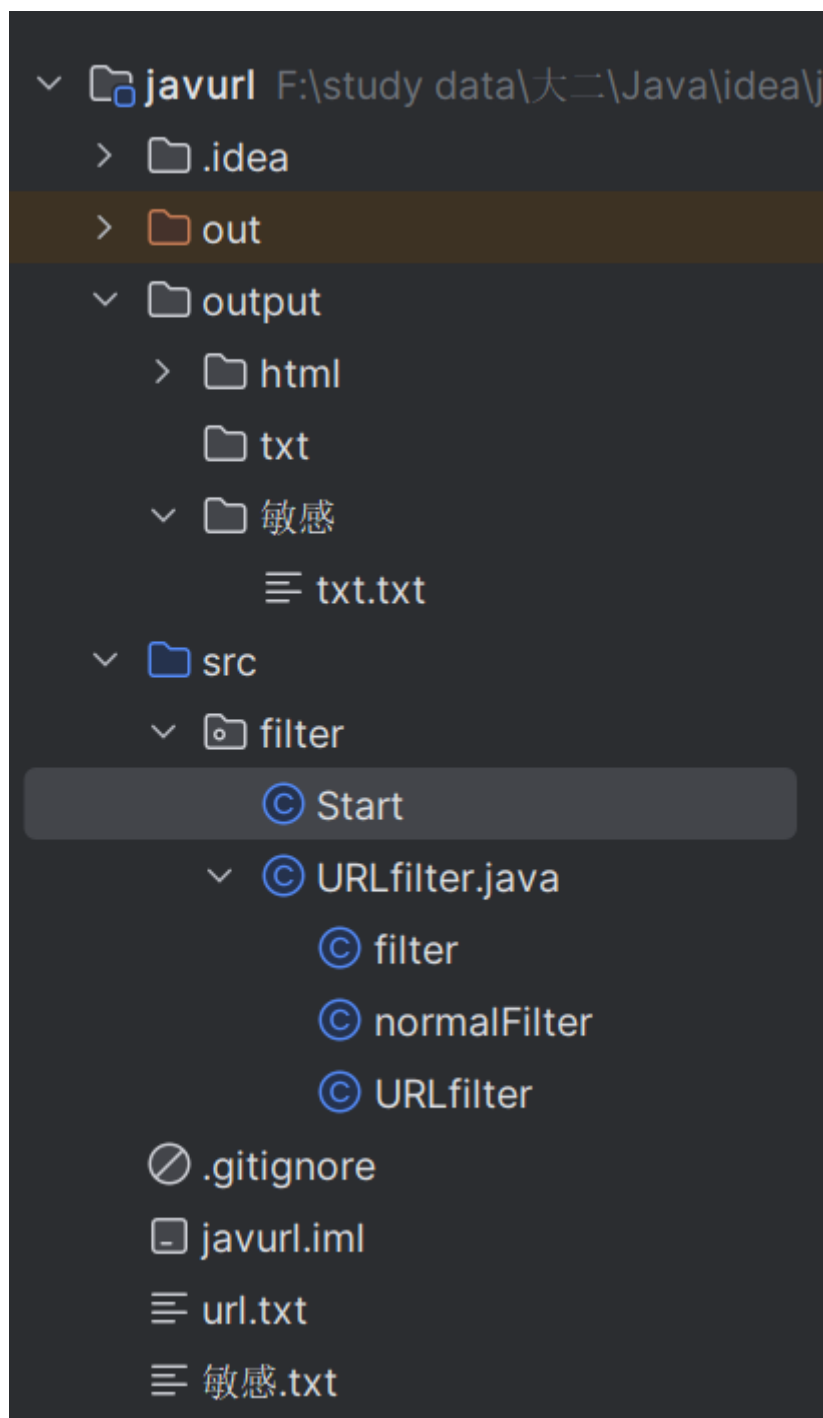 javurl F:\study data\大二\Java\idea\j
.idea
out
output
html
txt
敏感
txt.txt
src
filter
Start
URLfilter.java
filter
normalFilter
URLfilter
.gitignore
javurl.iml
url.txt
敏感.txt